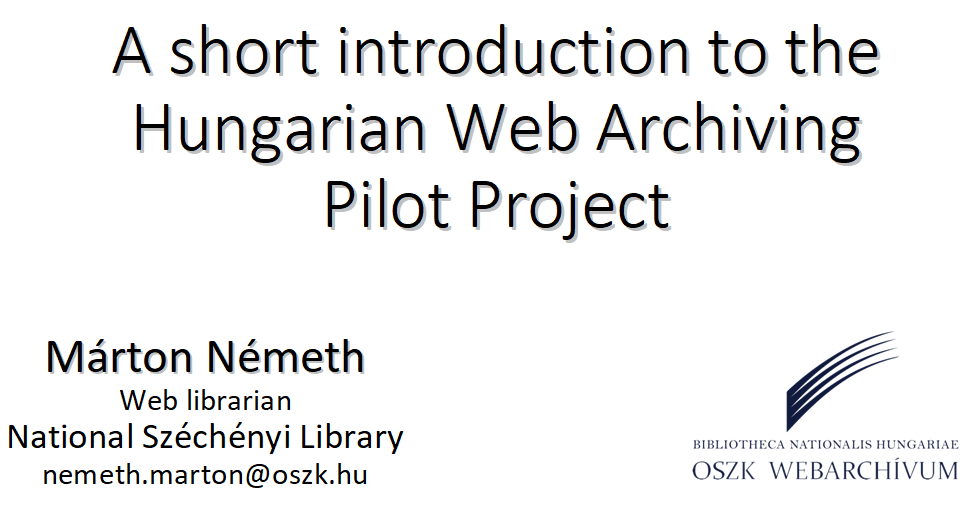 A short introduction to the
Hungarian Web Archiving
Pilot Project
Márton Németh
Web librarian
National Széchényi Library
nemeth.marton@oszk.hu
BIBLIOTHECA NATIONALIS HUNGARIAE
OSZK WEBARCHÍVUM